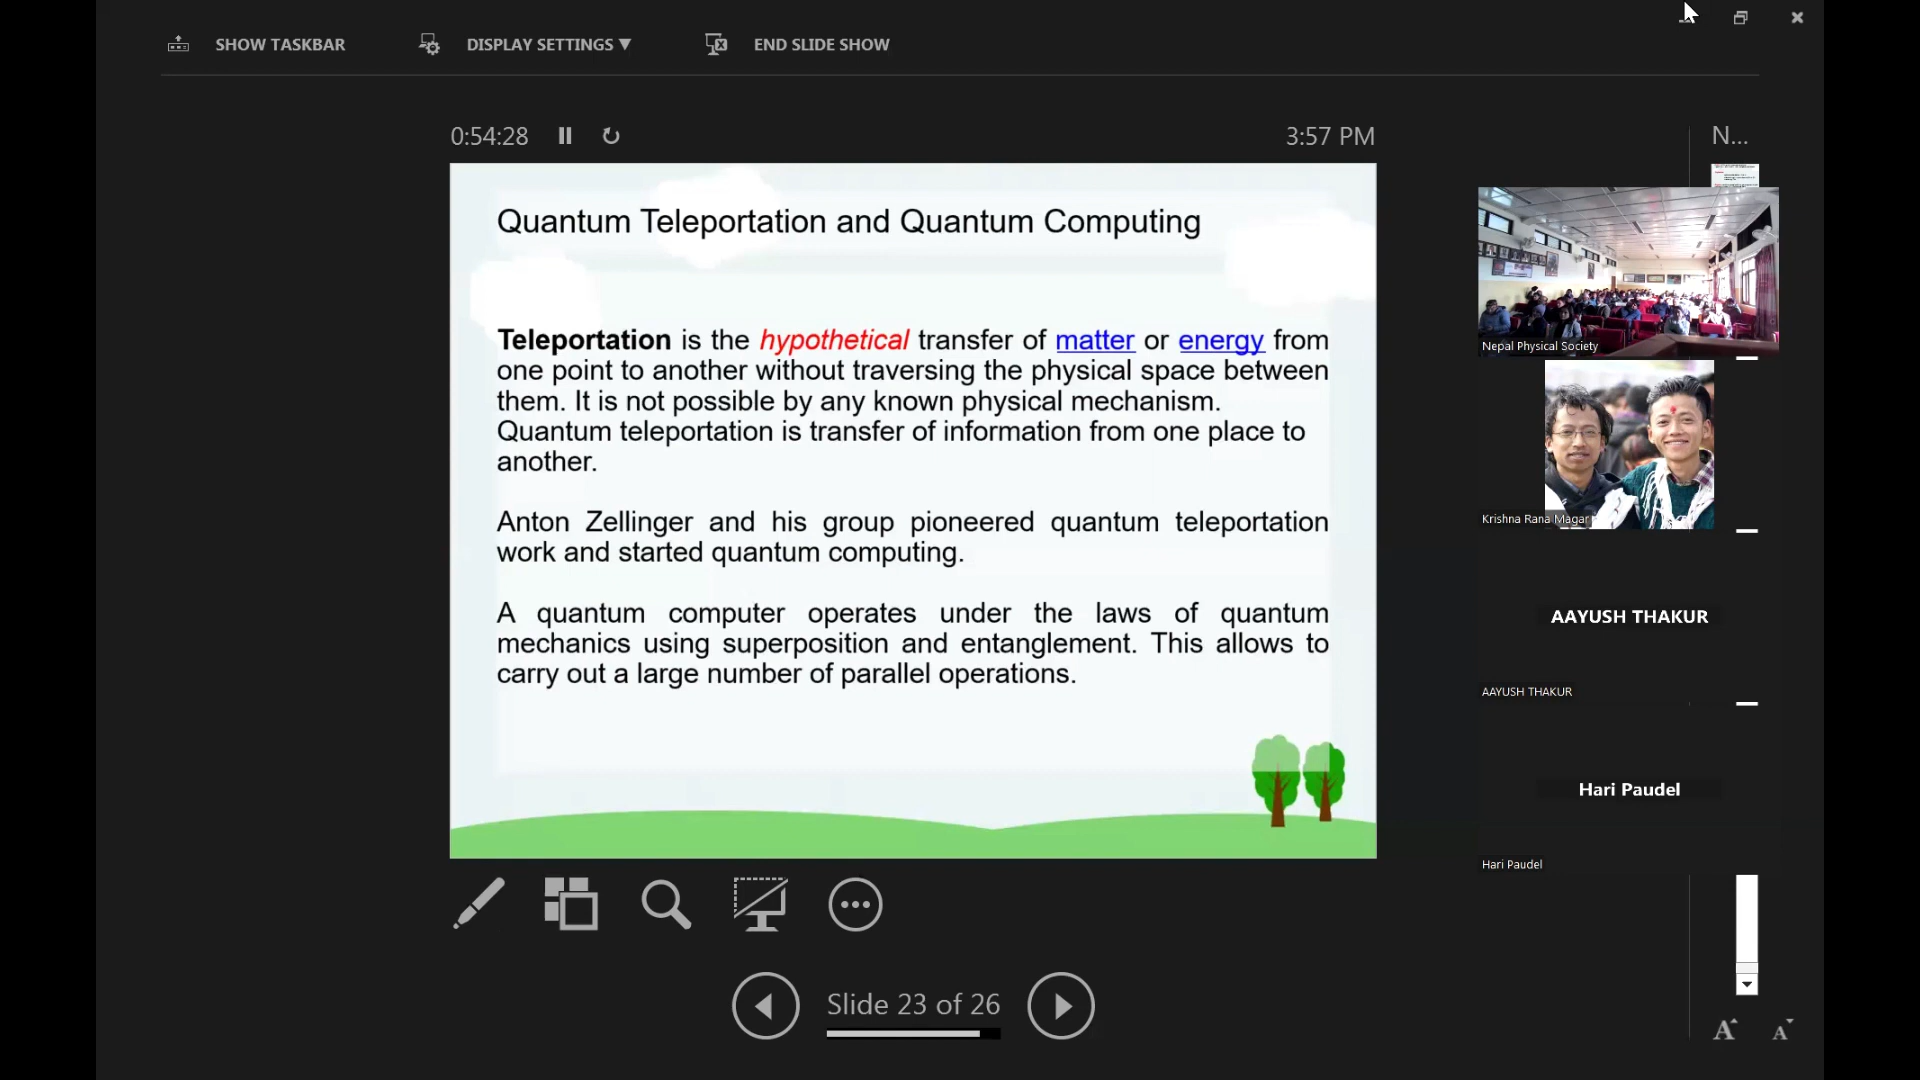 SHOW TASKBAR
DISPLAY SETTINGS ▼
END SLIDE SHOW
0:54:28
3:57 PM
N...
Quantum Teleportation and Quantum Computing
Teleportation is the hypothetical transfer of matter or energy from
one point to another without traversing the physical space between
them. It is not possible by any known physical mechanism.
Quantum teleportation is transfer of information from one place to
another.
Anton Zellinger and his group pioneered quantum teleportation
work and started quantum computing.
A quantum computer operates under the laws of quantum
mechanics using superposition and entanglement. This allows to
carry out a large number of parallel operations.
Nepal Physical Society
Krishna Rana Magar
AAYUSH THAKUR
AAYUSH THAKUR
Hari Paudel
Hari Paudel
Slide 23 of 26
A A